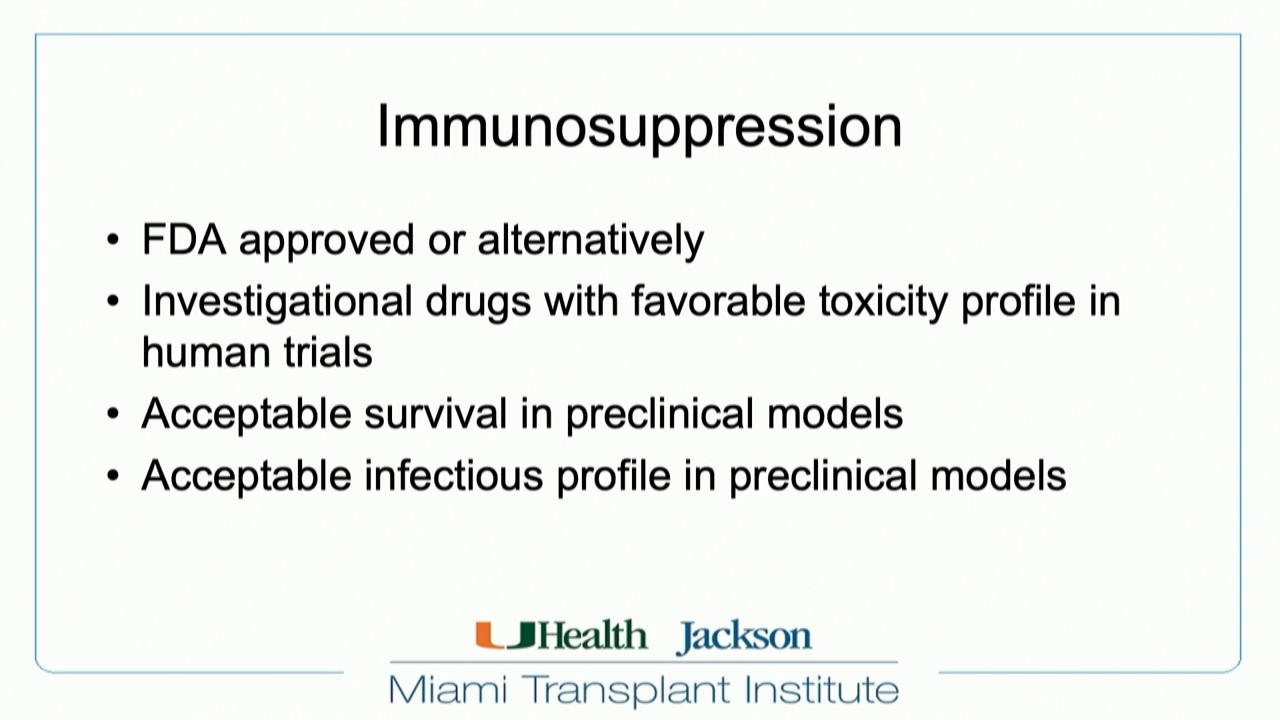 Immunosuppression
• FDA approved or alternatively
• Investigational drugs with favorable toxicity profile in
human trials
• Acceptable survival in preclinical models
• Acceptable infectious profile in preclinical models
UHealth Jackson
Miami Transplant Institute